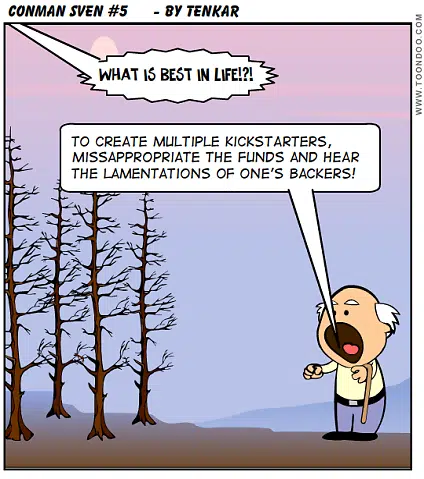 CONMAN SVEN #5 - BY TENKAR
WHAT IS BEST IN LIFE!?!
TO CREATE MULTIPLE KICKSTARTERS,
MISSAPPROPRIATE THE FUNDS AND HEAR
THE LAMENTATIONS OF ONE'S BACKERS!
WWW.TOONDOO.COM